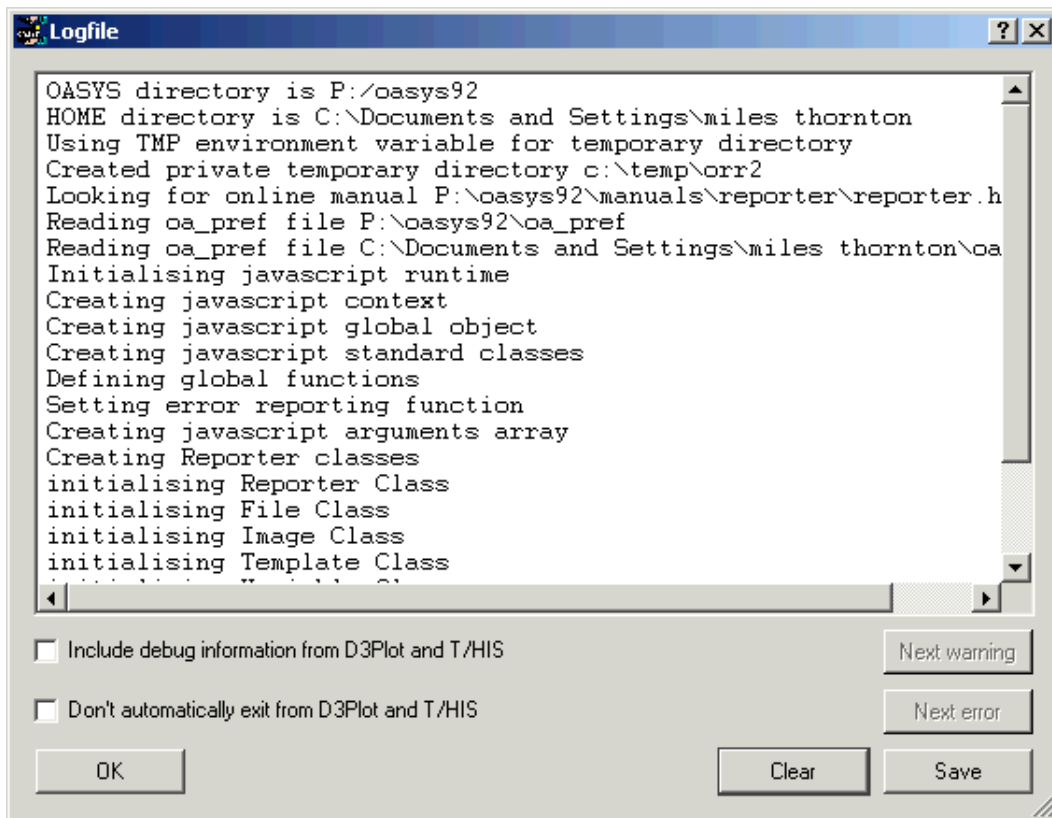 Logfile
OASYS directory is P:/oasys92
HOME directory is C:\Documents and Settings\miles thornton
Using TMP environment variable for temporary directory
Created private temporary directory c:\temp\orr2
Looking for online manual P:\oasys92\manuals\reporter\reporter.h
Reading oa_pref file P:\oasys92\oa_pref
Reading oa_pref file C:\Documents and Settings\miles thornton\oa
Initialising javascript runtime
Creating javascript context
Creating javascript global object
Creating javascript standard classes
Defining global functions
Setting error reporting function
Creating javascript arguments array
Creating Reporter classes
initialising Reporter Class
initialising File Class
initialising Image Class
initialising Template Class
Include debug information from D3Plot and T/HIS
Next warning
Don't automatically exit from D3Plot and T/HIS
Next error
OK
Clear
Save